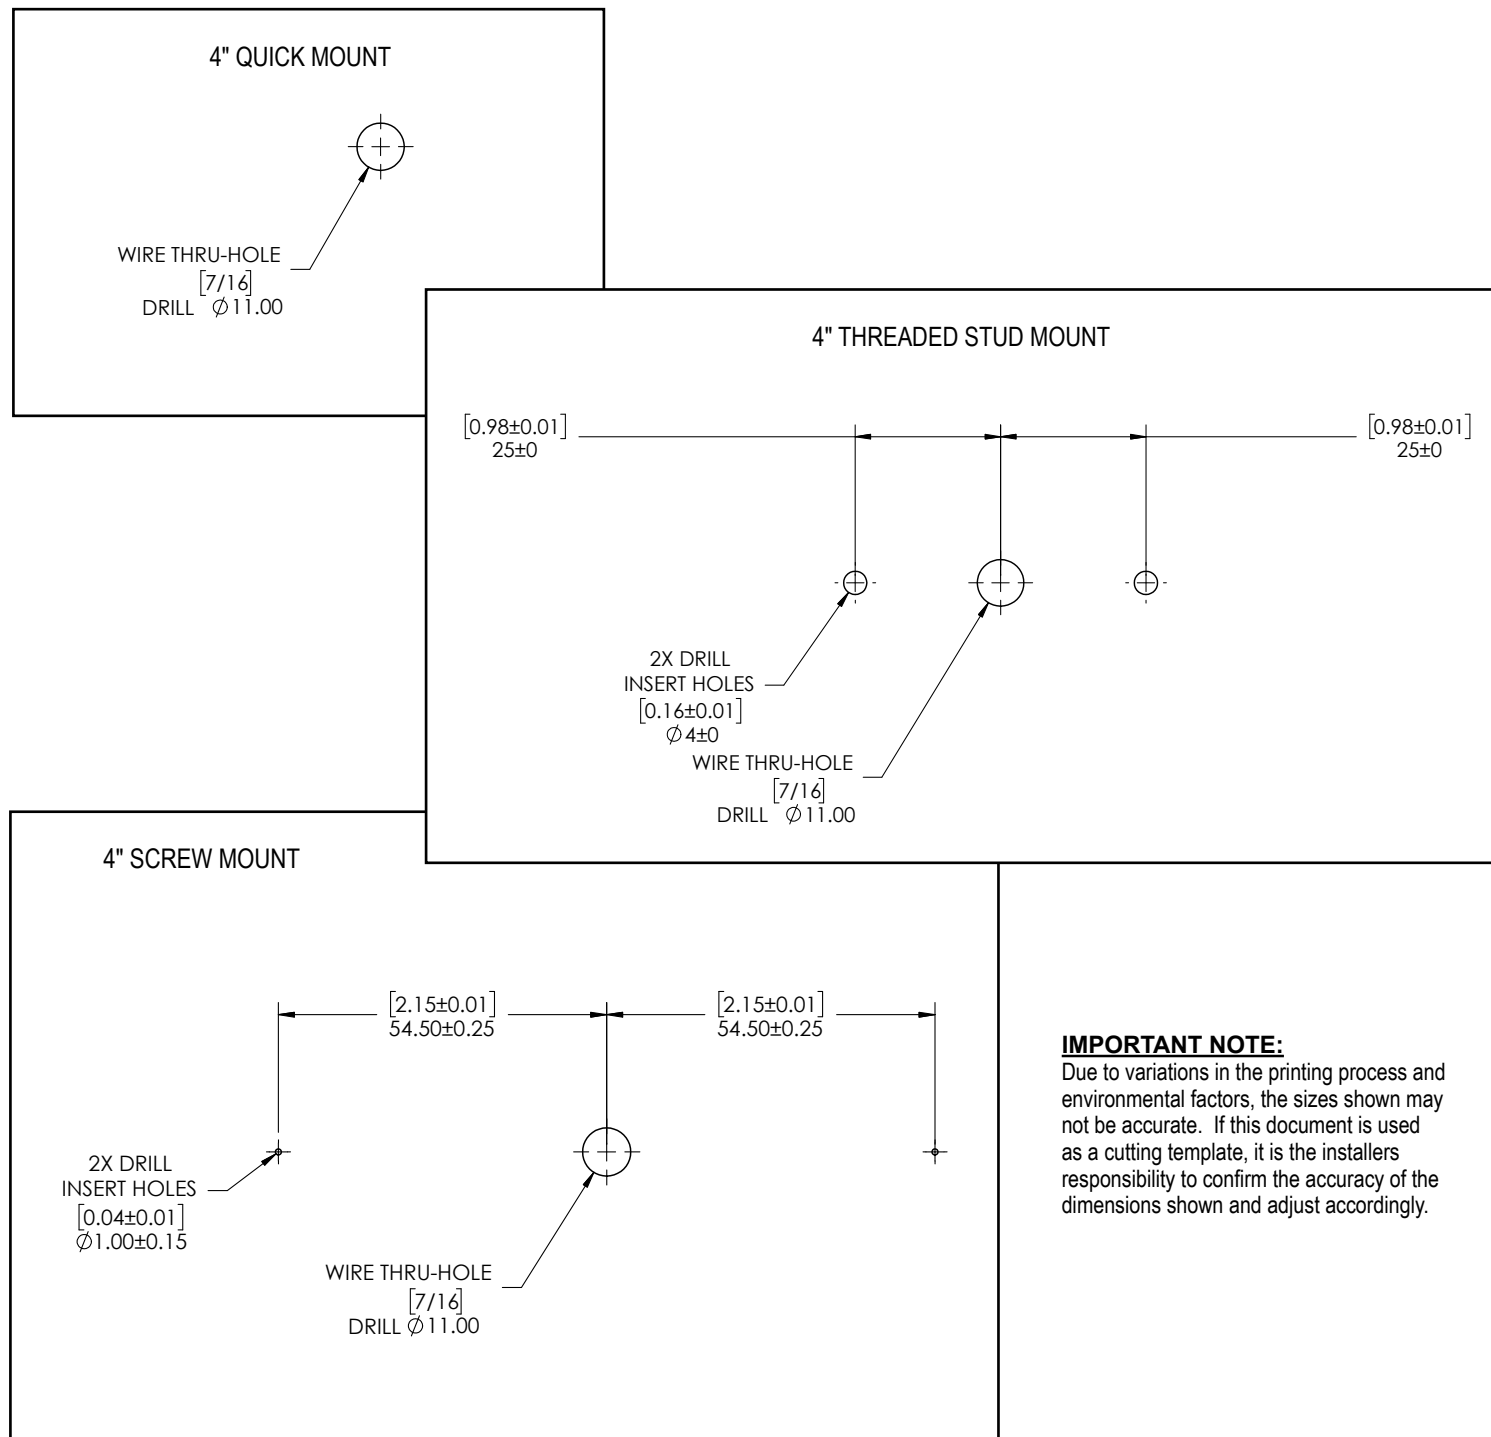 4" QUICK MOUNT
WIRE THRU-HOLE
[7/16]
DRILL ∅11.00
4" THREADED STUD MOUNT
[0.98±0.01]
25±0
[0.98±0.01]
25±0
2X DRILL
INSERT HOLES
[0.16±0.01]
∅4±0
WIRE THRU-HOLE
[7/16]
DRILL ∅11.00
4" SCREW MOUNT
[2.15±0.01]
54.50±0.25
[2.15±0.01]
54.50±0.25
2X DRILL
INSERT HOLES
[0.04±0.01]
∅1.00±0.15
WIRE THRU-HOLE
[7/16]
DRILL ∅11.00
IMPORTANT NOTE:
Due to variations in the printing process and
environmental factors, the sizes shown may
not be accurate.  If this document is used
as a cutting template, it is the installers
responsibility to confirm the accuracy of the
dimensions shown and adjust accordingly.